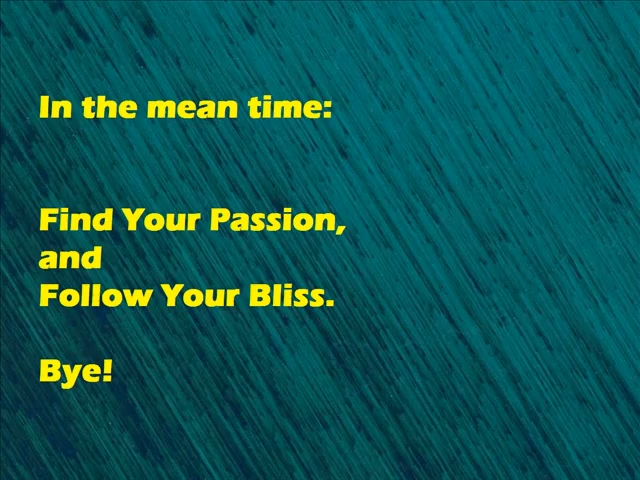 In the mean time:
Find Your Passion,
and
Follow Your Bliss.
Bye!